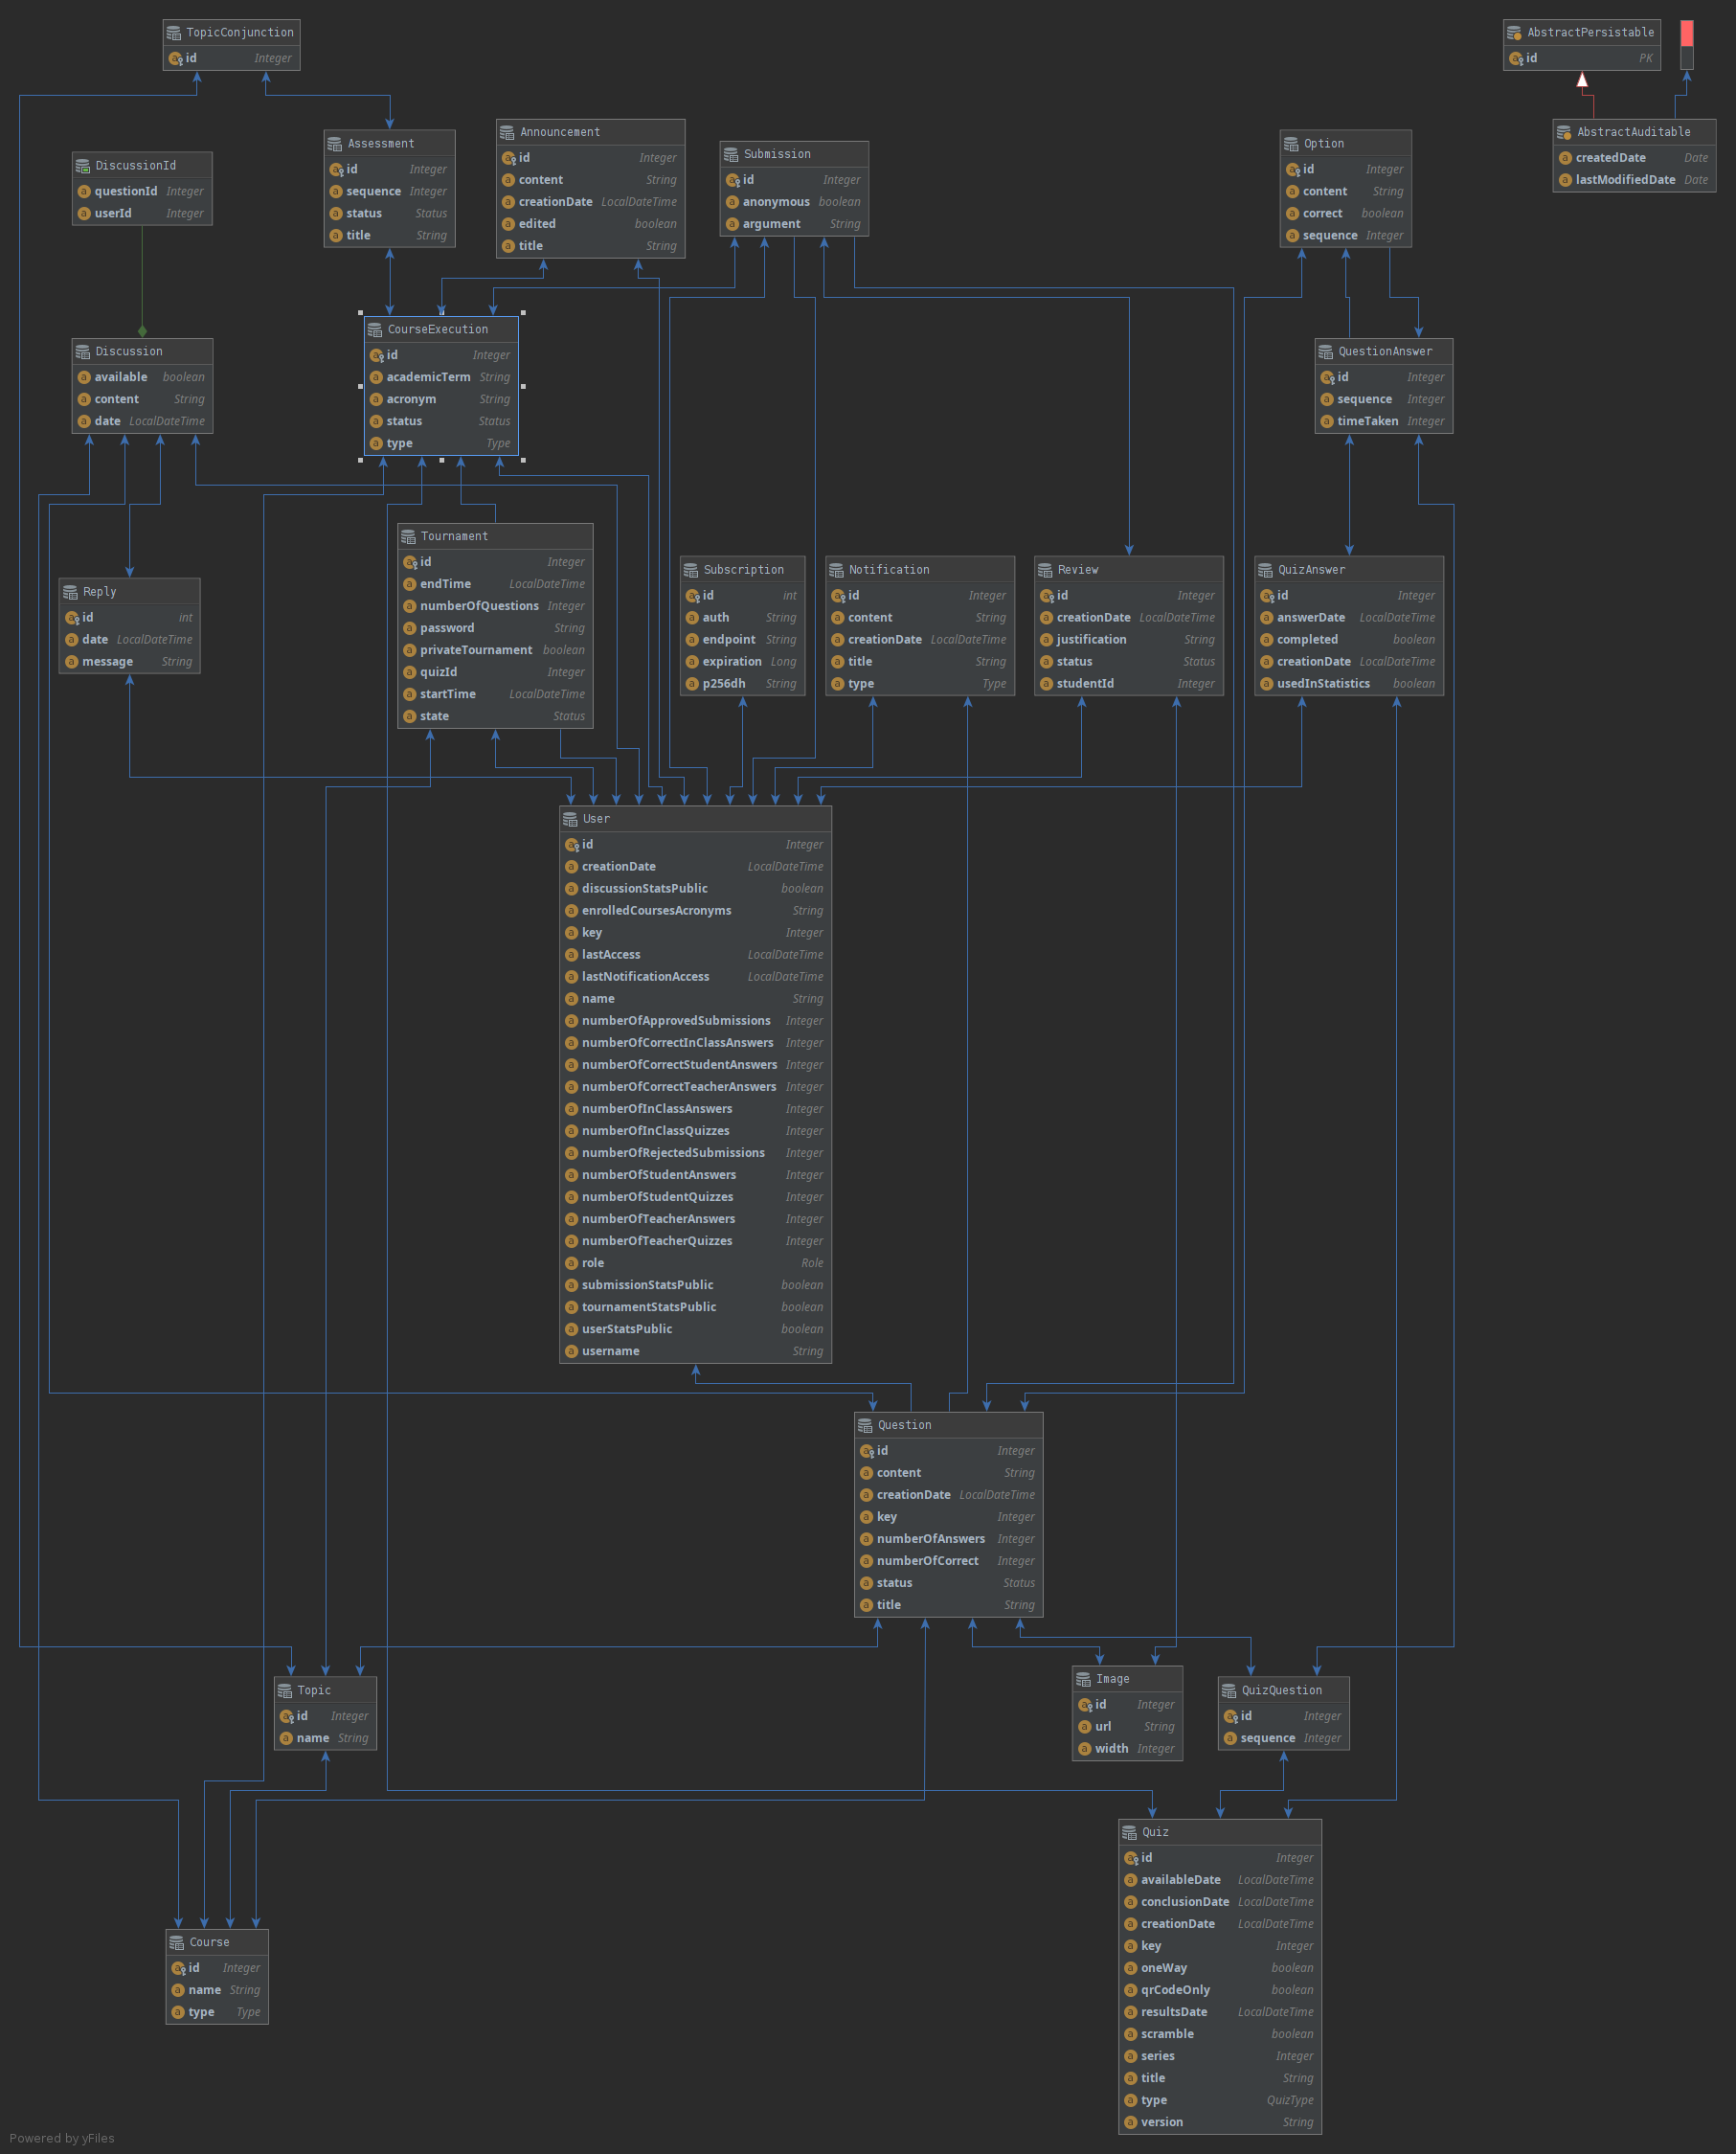 TopicConjunction
id Integer
AbstractPersistable
id PK
AbstractAuditable
createdDate Date
lastModifiedDate Date
DiscussionId
questionId Integer
userId Integer
Assessment
id Integer
sequence Integer
status Status
title String
Announcement
id Integer
content String
creationDate LocalDateTime
edited boolean
title String
Submission
id Integer
anonymous boolean
argument String
Option
id Integer
content String
correct boolean
sequence Integer
Discussion
available boolean
content String
date LocalDateTime
CourseExecution
id Integer
academicTerm String
acronym String
status Status
type Type
QuestionAnswer
id Integer
sequence Integer
timeTaken Integer
Reply
id int
date LocalDateTime
message String
Tournament
id Integer
endTime LocalDateTime
numberOfQuestions Integer
password String
privateTournament boolean
quizId Integer
startTime LocalDateTime
state Status
Subscription
id int
auth String
endpoint String
expiration Long
p256dh String
Notification
id Integer
content String
creationDate LocalDateTime
title String
type Type
Review
id Integer
creationDate LocalDateTime
justification String
status Status
studentId Integer
QuizAnswer
id Integer
answerDate LocalDateTime
completed boolean
creationDate LocalDateTime
usedInStatistics boolean
User
id Integer
creationDate LocalDateTime
discussionStatsPublic boolean
enrolledCoursesAcronyms String
key Integer
lastAccess LocalDateTime
lastNotificationAccess LocalDateTime
name String
numberOfApprovedSubmissions Integer
numberOfCorrectInClassAnswers Integer
numberOfCorrectStudentAnswers Integer
numberOfCorrectTeacherAnswers Integer
numberOfInClassAnswers Integer
numberOfInClassQuizzes Integer
numberOfRejectedSubmissions Integer
numberOfStudentAnswers Integer
numberOfStudentQuizzes Integer
numberOfTeacherAnswers Integer
numberOfTeacherQuizzes Integer
role Role
submissionStatsPublic boolean
tournamentStatsPublic boolean
userStatsPublic boolean
username String
Question
id Integer
content String
creationDate LocalDateTime
key Integer
numberOfAnswers Integer
numberOfCorrect Integer
status Status
title String
Topic
id Integer
name String
Image
id Integer
url String
width Integer
QuizQuestion
id Integer
sequence Integer
Course
id Integer
name String
type Type
Quiz
id Integer
availableDate LocalDateTime
conclusionDate LocalDateTime
creationDate LocalDateTime
key Integer
oneWay boolean
qrCodeOnly boolean
resultsDate LocalDateTime
scramble boolean
series Integer
title String
type QuizType
version String
Powered by yFiles